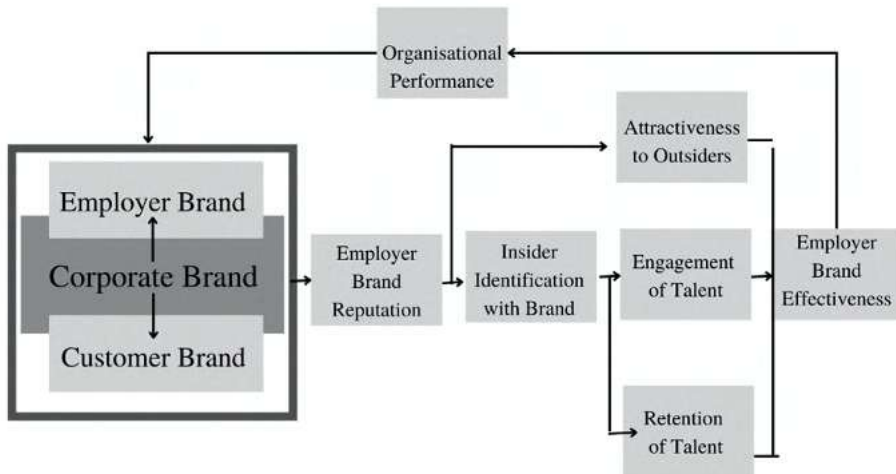 Organisational
Performance
Attractiveness
to Outsiders
Employer Brand
Corporate Brand
Customer Brand
Employer
Brand
Reputation
Insider
Identification
with Brand
Engagement
of Talent
Retention
of Talent
Employer
Brand
Effectiveness